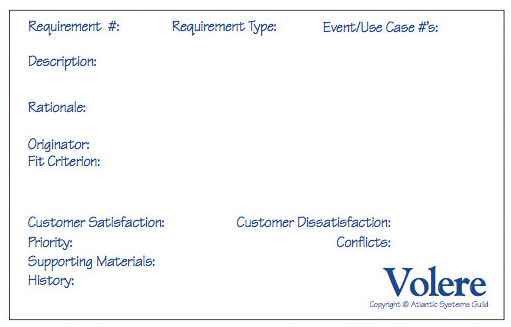 Requirement #: Requirement Type: Event/Use Case #'s:
Description:
Rationale:
Originator:
Fit Criterion:
Customer Satisfaction: Customer Dissatisfaction:
Priority: Conflicts:
Supporting Materials:
History:
Volere
Copyright © Atlantic Systems Guild